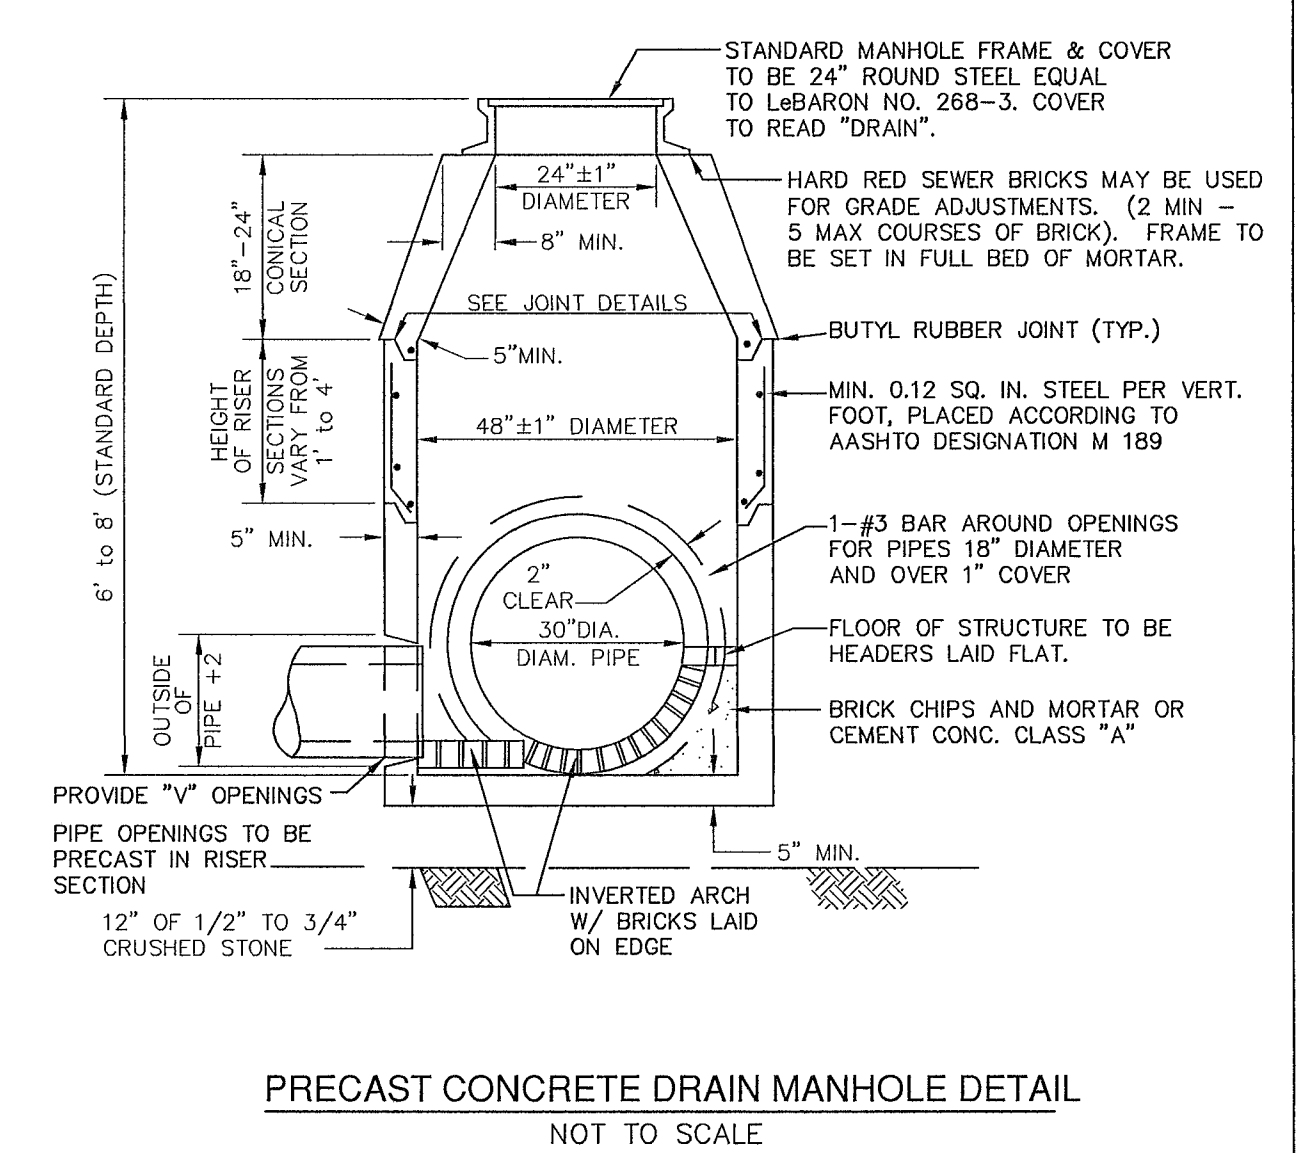 STANDARD MANHOLE FRAME & COVER
TO BE 24" ROUND STEEL EQUAL
TO LeBARON NO. 268-3. COVER
TO READ "DRAIN".
24"±1"
DIAMETER
HARD RED SEWER BRICKS MAY BE USED
FOR GRADE ADJUSTMENTS. (2 MIN -
5 MAX COURSES OF BRICK). FRAME TO
BE SET IN FULL BED OF MORTAR.
8" MIN.
18"-24"
CONICAL
SECTION
SEE JOINT DETAILS
BUTYL RUBBER JOINT (TYP.)
5"MIN.
6' to 8' (STANDARD DEPTH)
HEIGHT
OF RISER
SECTIONS
VARY FROM
1' to 4'
MIN. 0.12 SQ. IN. STEEL PER VERT.
FOOT, PLACED ACCORDING TO
AASHTO DESIGNATION M 189
48"±1" DIAMETER
5" MIN.
1-#3 BAR AROUND OPENINGS
FOR PIPES 18" DIAMETER
AND OVER 1" COVER
2"
CLEAR
30"DIA.
DIAM. PIPE
FLOOR OF STRUCTURE TO BE
HEADERS LAID FLAT.
OUTSIDE
OF
PIPE +2
BRICK CHIPS AND MORTAR OR
CEMENT CONC. CLASS "A"
PROVIDE "V" OPENINGS
PIPE OPENINGS TO BE
PRECAST IN RISER
SECTION
5" MIN.
12" OF 1/2" TO 3/4"
CRUSHED STONE
INVERTED ARCH
W/ BRICKS LAID
ON EDGE
PRECAST CONCRETE DRAIN MANHOLE DETAIL
NOT TO SCALE